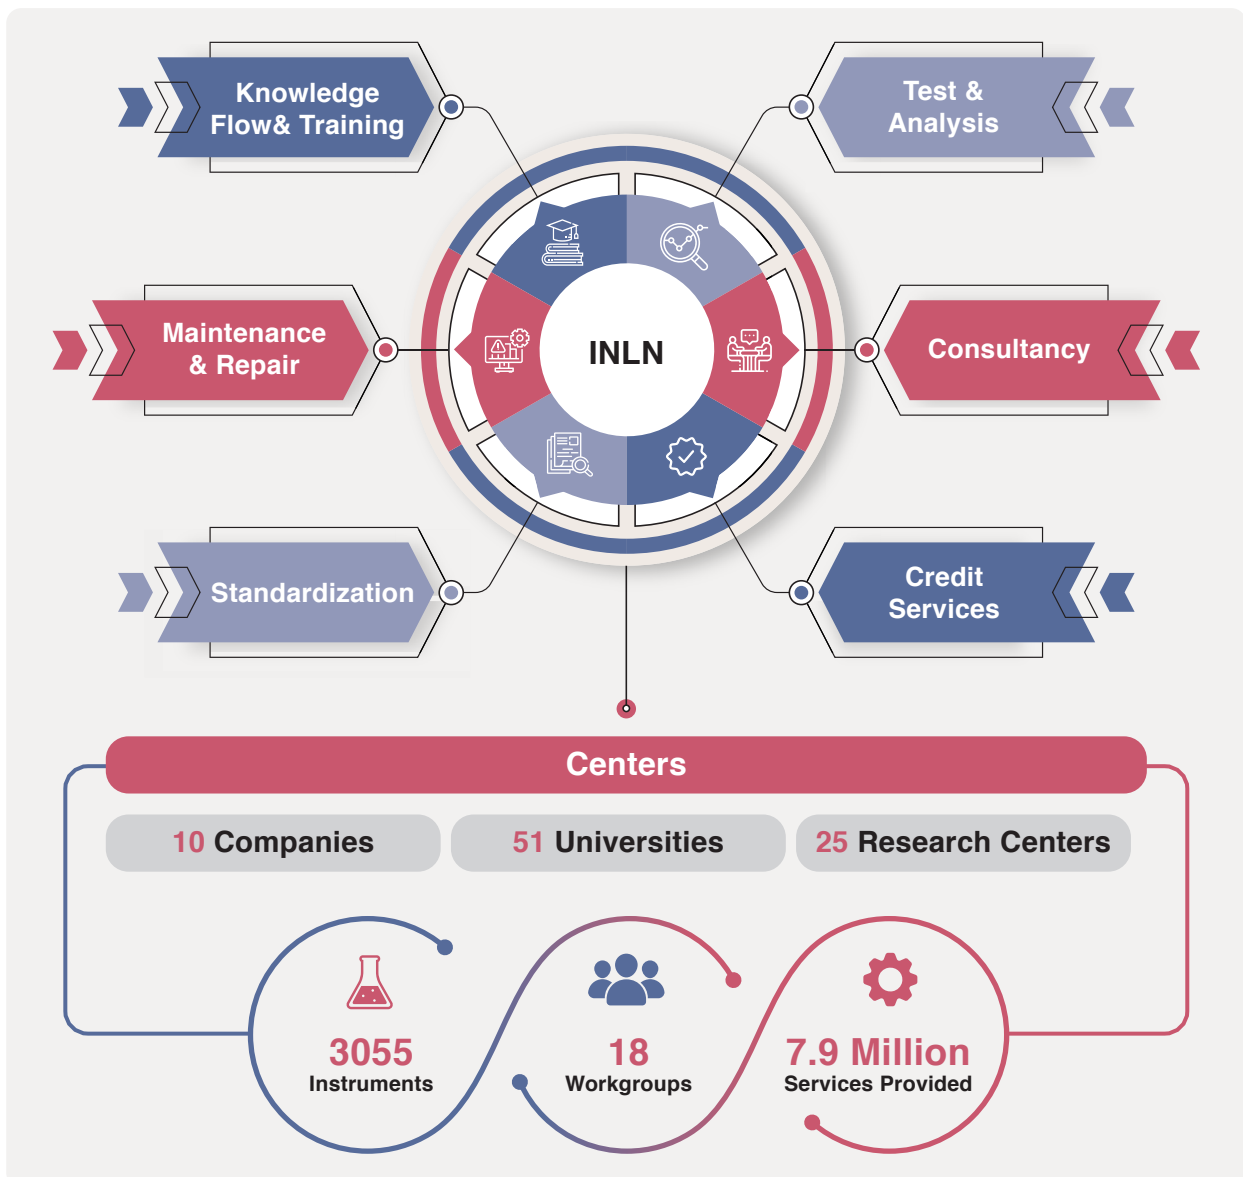 Knowledge
Flow& Training
Test &
Analysis
Maintenance
& Repair
INLN
Consultancy
Standardization
Credit
Services
Centers
10 Companies
51 Universities
25 Research Centers
3055
Instruments
18
Workgroups
7.9 Million
Services Provided